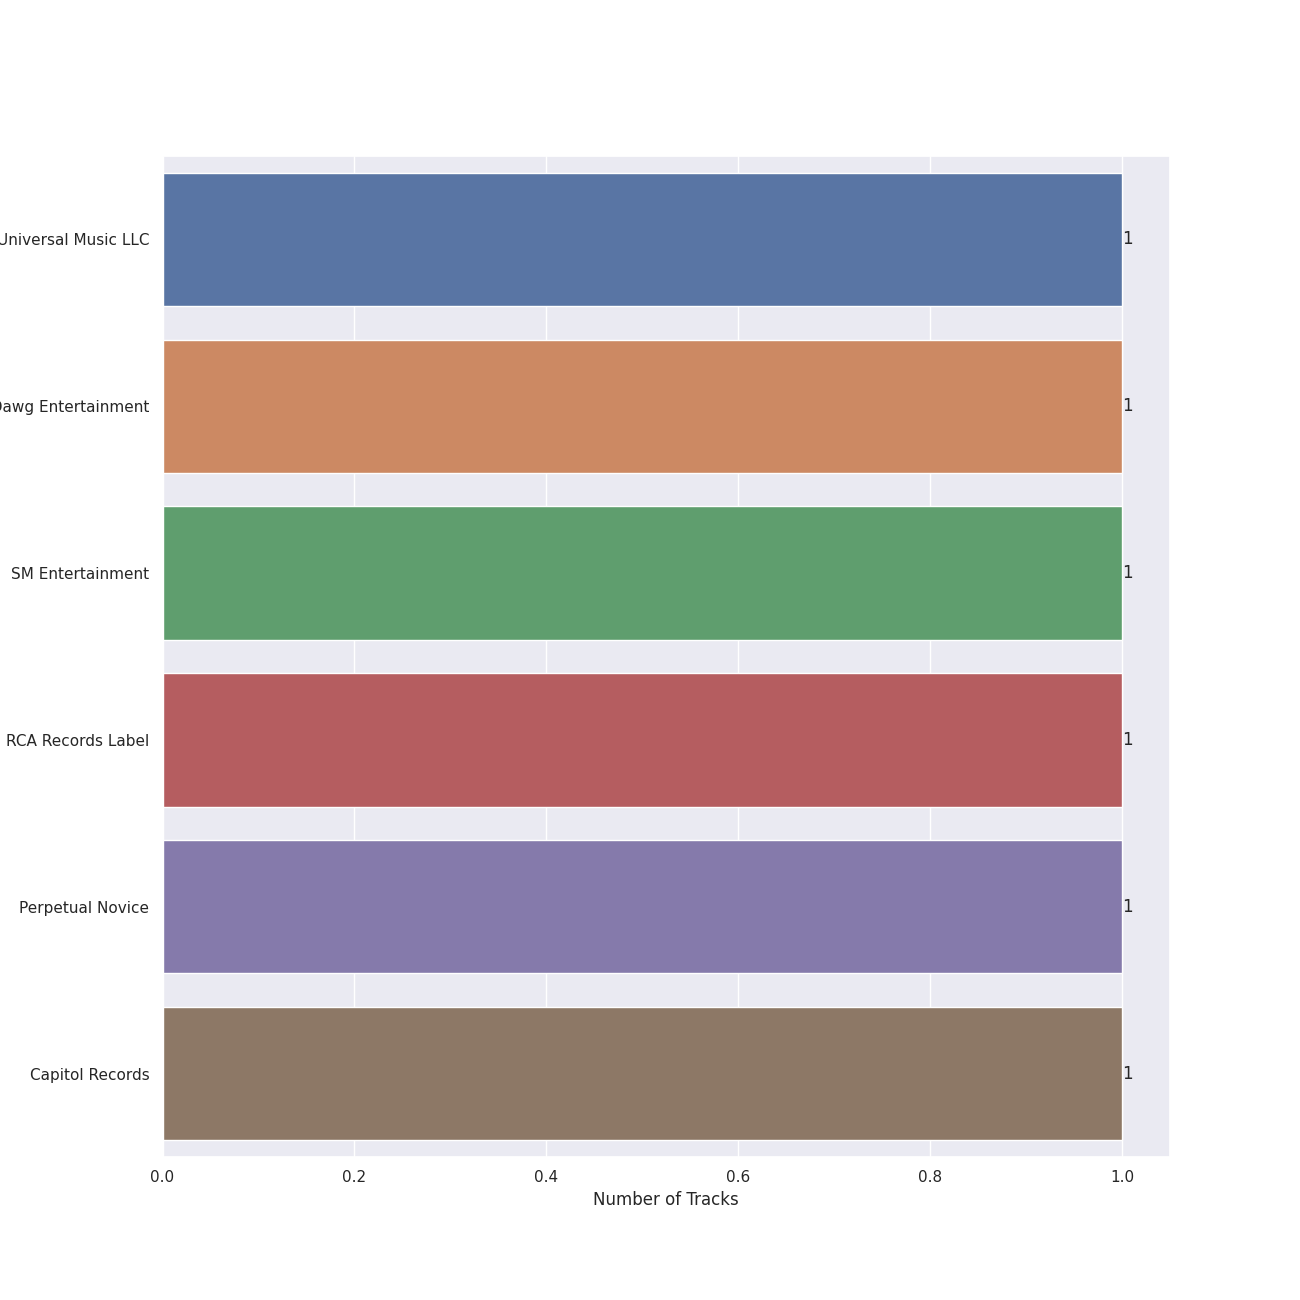 Universal Music LLC
1
Entertainment
1
SM Entertainment
1
RCA Records Label
1
Perpetual Novice
1
Capitol Records
1
0.0 0.2 0.4 0.6 0.8 1.0
Number of Tracks